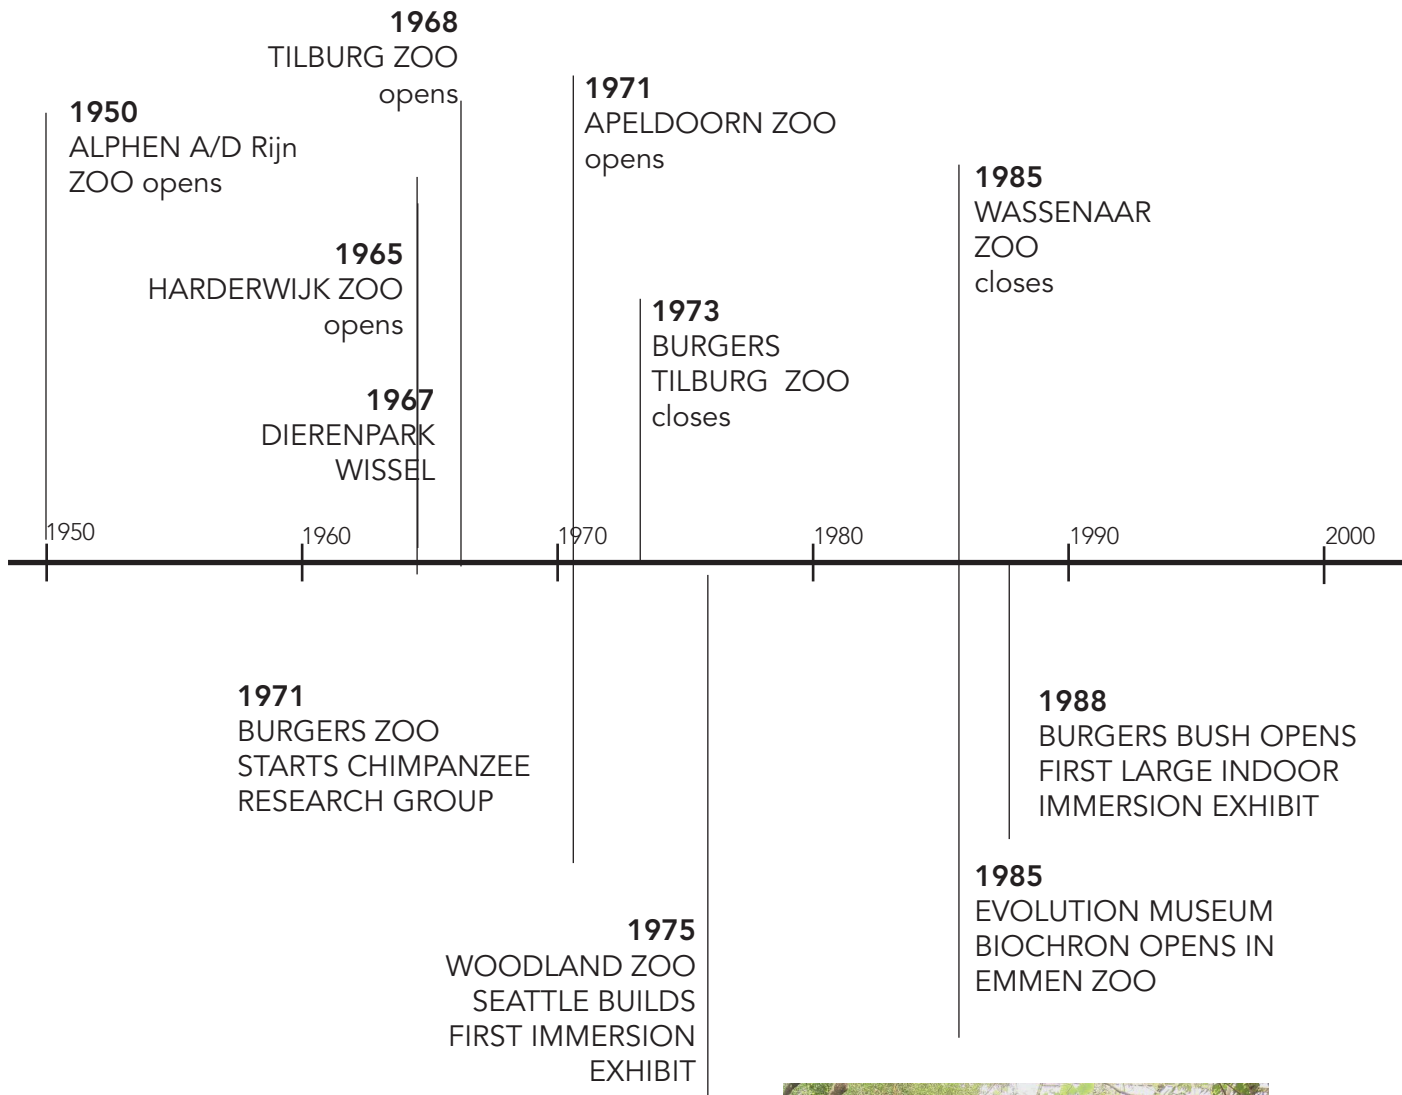 1968
TILBURG ZOO
opens
1950
ALPHEN A/D Rijn
ZOO opens
1971
APELDOORN ZOO
opens
1985
WASSENAAR
ZOO
closes
1965
HARDERWIJK ZOO
opens
1973
BURGERS
TILBURG ZOO
closes
1967
DIERENPARK
WISSEL
1950
1960
1970
1980
1990
2000
1971
BURGERS ZOO
STARTS CHIMPANZEE
RESEARCH GROUP
1988
BURGERS BUSH OPENS
FIRST LARGE INDOOR
IMMERSION EXHIBIT
1985
EVOLUTION MUSEUM
BIOCHRON OPENS IN
EMMEN ZOO
1975
WOODLAND ZOO
SEATTLE BUILDS
FIRST IMMERSION
EXHIBIT